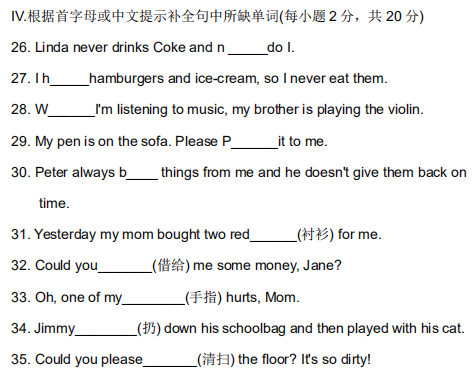 IV.根据首字母或中文提示补全句中所缺单词(每小题 2 分，共 20 分)
26. Linda never drinks Coke and n _____do I.
27. I h_____hamburgers and ice-cream, so I never eat them.
28. W______I'm listening to music, my brother is playing the violin.
29. My pen is on the sofa. Please P______it to me.
30. Peter always b____ things from me and he doesn't give them back on
time.
31. Yesterday my mom bought two red______(衬衫) for me.
32. Could you_______(借给) me some money, Jane?
33. Oh, one of my________(手指) hurts, Mom.
34. Jimmy________(扔) down his schoolbag and then played with his cat.
35. Could you please_______(清扫) the floor? It's so dirty!